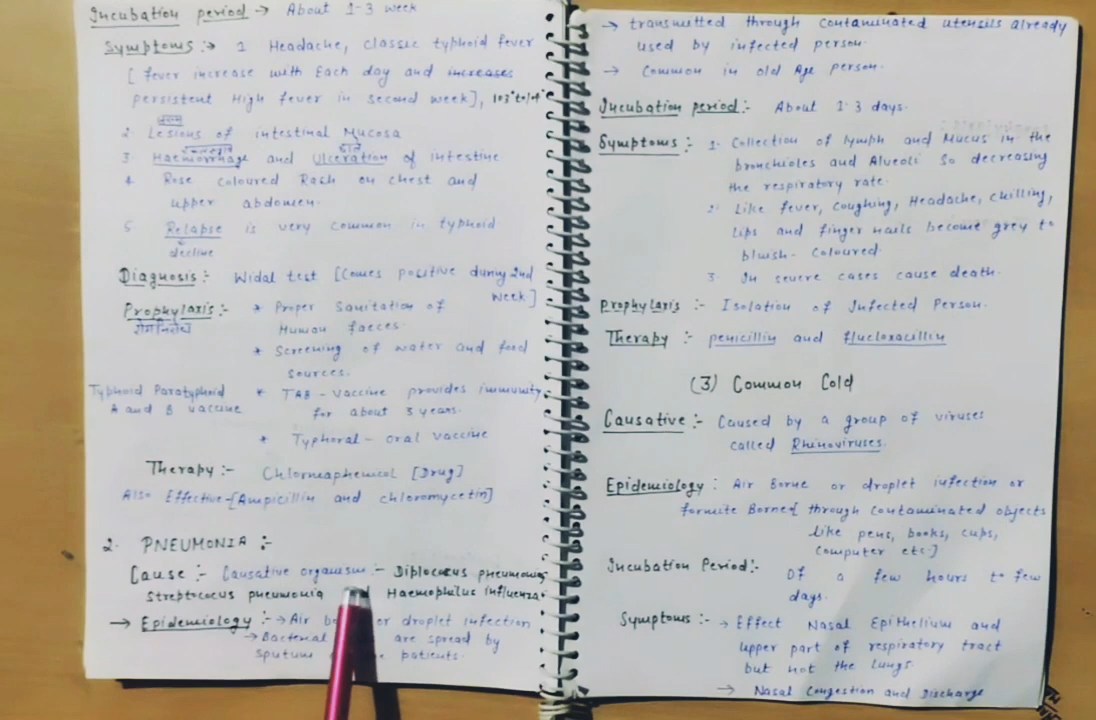 Incubation period → About 1-3 week
Symptoms :→ 1 Headache, classic typhoid fever
[ fever increase with Each day and increases
persistent High fever in second week], 103° to 104°
2. Lesions of intestinal Mucosa
3. Haemorrhage and Ulceration of intestine
4. Rose coloured Rash on chest and
upper abdomen.
5. Relapse is very common in typhoid
decline
Diagnosis :- Widal test [Comes positive during 2nd
week]
Prophylaxis :- * Proper Sanitation of
रोगनिरोध
Human faeces.
* Screening of water and food
sources.
Typhoid Paratyphoid * TAB - vaccine provides immunity
A and B vaccine for about 3 years.
* Typhoral - oral vaccine
Therapy :- Chlormaphenicol [Drug]
Also Effective-[Ampicillin and chloromycetin]
2. PNEUMONIA :-
Cause :- Causative organism :- Diplococus pneumonia,
streptococus pneumonia Haemophilus influenza.
→ Epidemiology :- → Air or droplet infection
→ Bacterial are spread by
sputum patients.
→ transmitted through contaminated utensils already
used by infected person.
→ Common in old Age person.
Incubation period :- About 1-3 days.
Symptoms :- 1. Collection of lymph and Mucus in the
bronchioles and Alveoli so decreasing
the respiratory rate.
2. Like fever, Coughing, Headache, chilling,
Lips and finger nails become grey to
bluish-coloured.
3. In severe cases cause death.
Prophylaxis :- Isolation of Infected Person.
Therapy :- penicillin and flucloxacillin
(3) Common Cold
Causative :- Caused by a group of viruses
called Rhinoviruses.
Epidemiology : Air Borne or droplet infection or
formite Borne[ through contaminated objects
like pens, books, cups,
computer etc.]
Incubation Period :-
Of a few hours to few
days.
Symptoms :- → Effect Nasal Epithelium and
upper part of respiratory tract
but not the lungs.
→ Nasal Congestion and Discharge